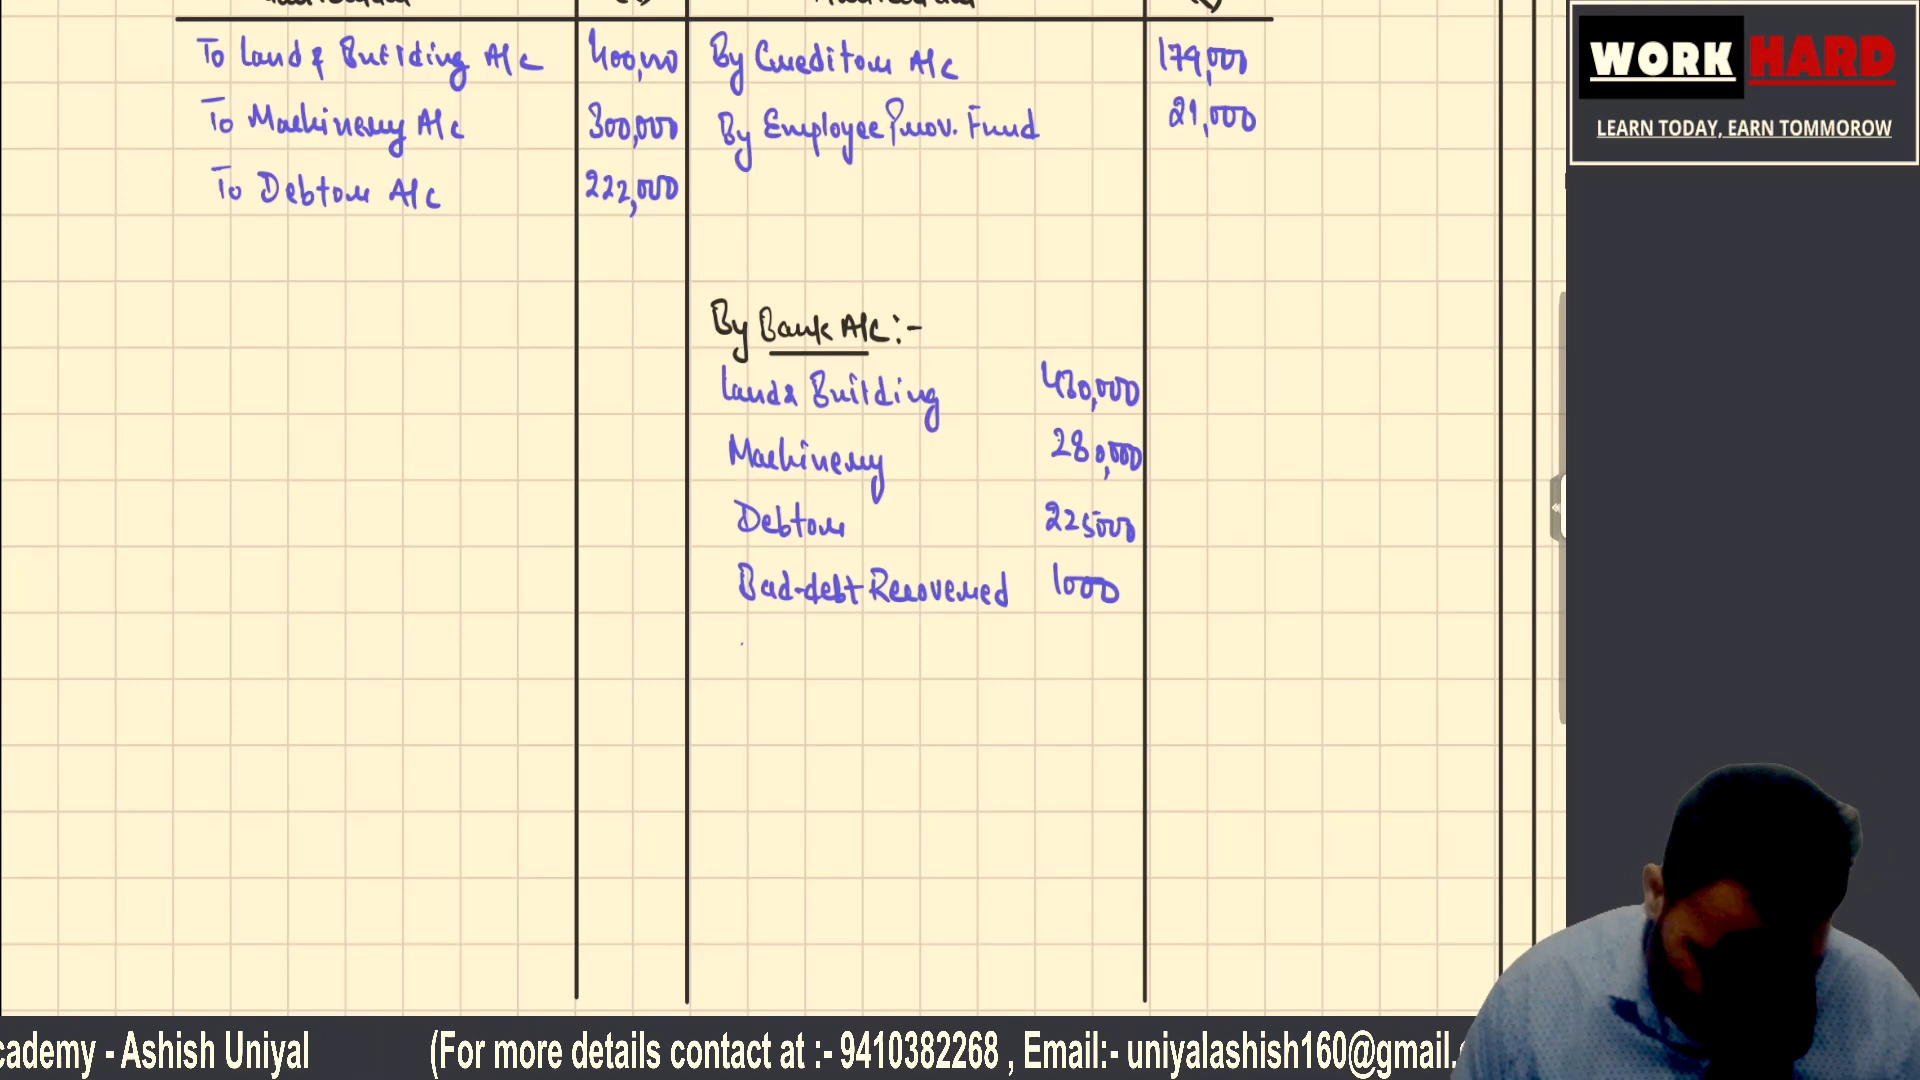 To Land & Building A/c 400,000 By Creditors A/c 179,000
To Machinery A/c 300,000 By Employee Prov. Fund 21,000
To Debtors A/c 222,000
By Bank A/c:-
Land & Building 480,000
Machinery 280,000
Debtors 225000
Bad-debt Recovered 1000
WORK HARD
LEARN TODAY, EARN TOMMOROW
cademy - Ashish Uniyal (For more details contact at :- 9410382268 , Email:- uniyalashish160@gmail.